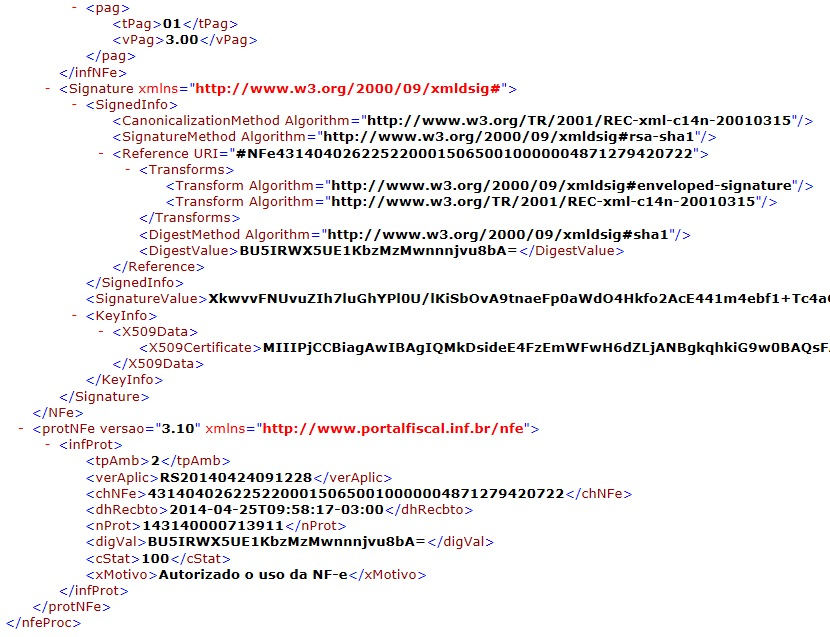 - <pag>
<tPag>01</tPag>
<vPag>3.00</vPag>
</pag>
</infNFe>
- <Signature xmlns="http://www.w3.org/2000/09/xmldsig#">
- <SignedInfo>
<CanonicalizationMethod Algorithm="http://www.w3.org/TR/2001/REC-xml-c14n-20010315"/>
<SignatureMethod Algorithm="http://www.w3.org/2000/09/xmldsig#rsa-sha1"/>
- <Reference URI="#NFe43140402622522000150650010000004871279420722">
- <Transforms>
<Transform Algorithm="http://www.w3.org/2000/09/xmldsig#enveloped-signature"/>
<Transform Algorithm="http://www.w3.org/TR/2001/REC-xml-c14n-20010315"/>
</Transforms>
<DigestMethod Algorithm="http://www.w3.org/2000/09/xmldsig#sha1"/>
<DigestValue>BU5IRWX5UE1KbzMzMwnnnjvu8bA=</DigestValue>
</Reference>
</SignedInfo>
<SignatureValue>XkwvvFNUvuZIh7luGhYPl0U/lKiSbOvA9tnaeFp0aWdO4Hkfo2AcE441m4ebf1+Tc4a
- <KeyInfo>
- <X509Data>
<X509Certificate>MIIIPjCCBiagAwIBAgIQMkDsideE4FzEmWFwH6dZLjANBgkqhkiG9w0BAQsF
</X509Data>
</KeyInfo>
</Signature>
</NFe>
- <protNFe versao="3.10" xmlns="http://www.portalfiscal.inf.br/nfe">
- <infProt>
<tpAmb>2</tpAmb>
<verAplic>RS20140424091228</verAplic>
<chNFe>43140402622522000150650010000004871279420722</chNFe>
<dhRecbto>2014-04-25T09:58:17-03:00</dhRecbto>
<nProt>143140000713911</nProt>
<digVal>BU5IRWX5UE1KbzMzMwnnnjvu8bA=</digVal>
<cStat>100</cStat>
<xMotivo>Autorizado o uso da NF-e</xMotivo>
</infProt>
</protNFe>
</nfeProc>